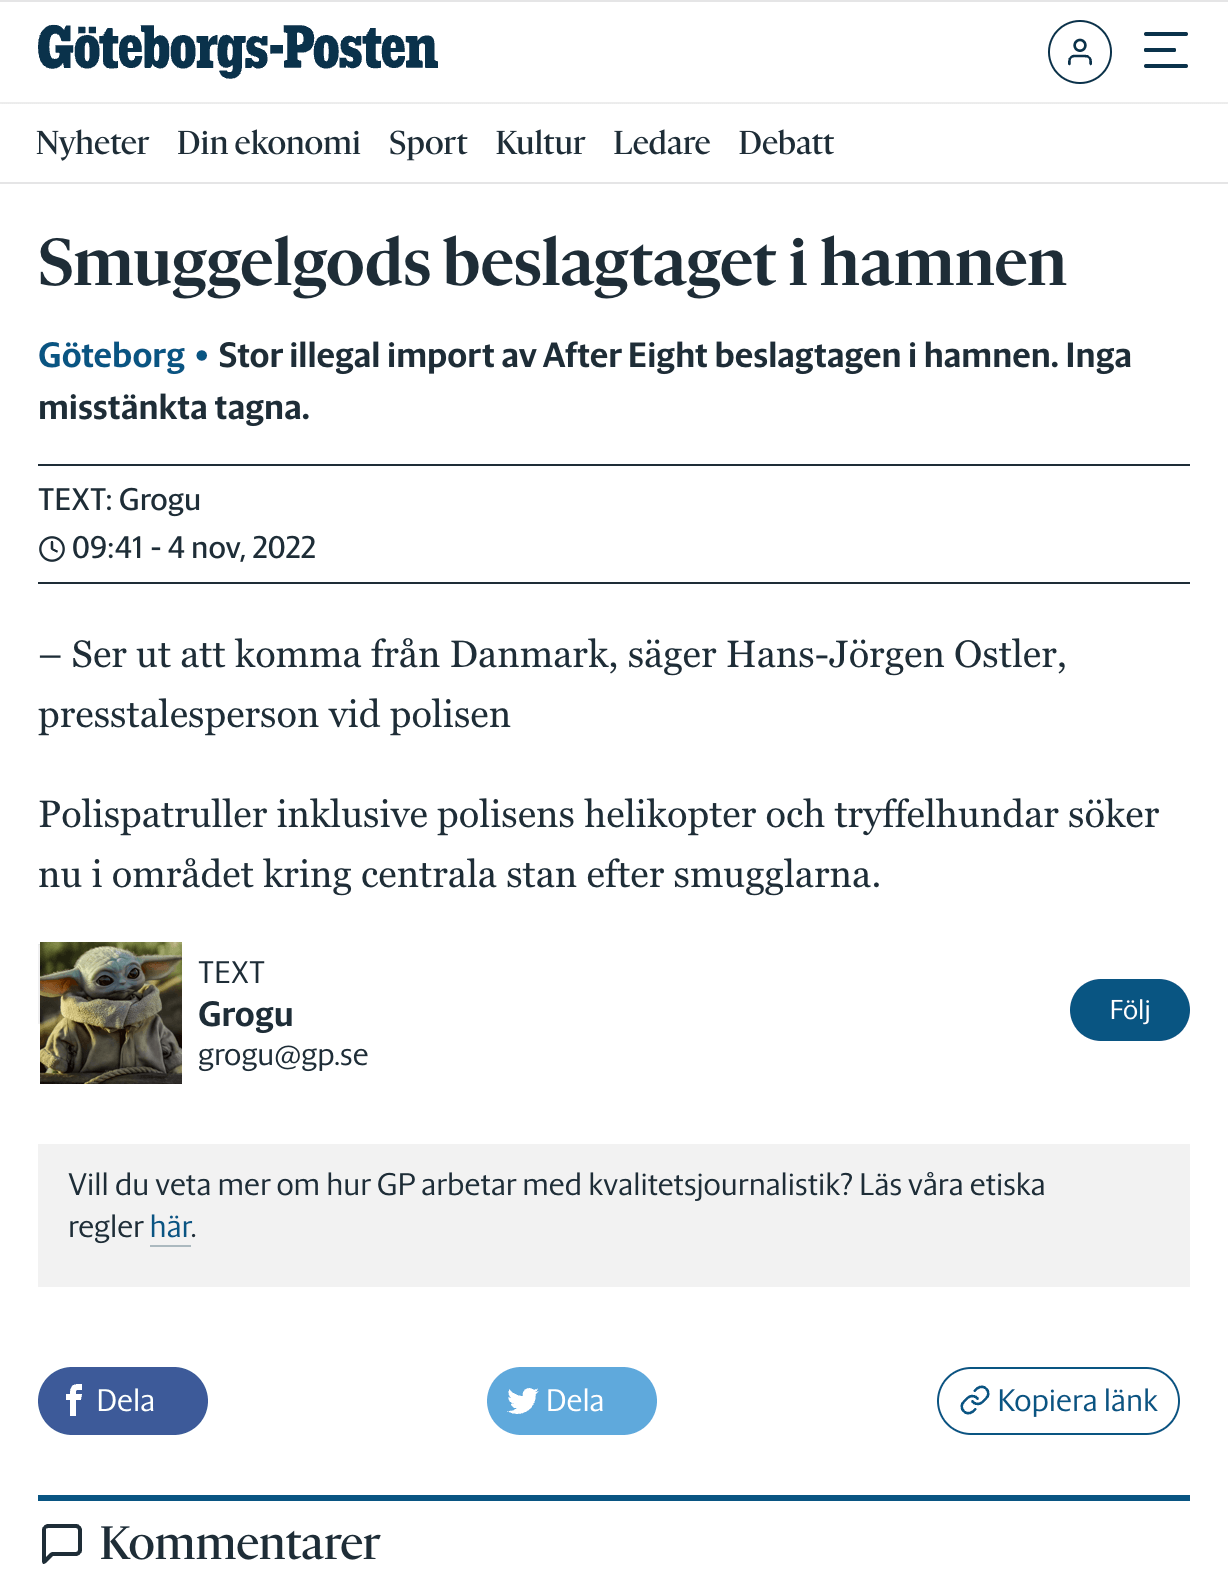 Göteborgs-Posten
Nyheter Din ekonomi Sport Kultur Ledare Debatt
Smuggelgods beslagtaget i hamnen
Göteborg • Stor illegal import av After Eight beslagtagen i hamnen. Inga
misstänkta tagna.
TEXT: Grogu
09:41 - 4 nov, 2022
– Ser ut att komma från Danmark, säger Hans-Jörgen Ostler,
presstalesperson vid polisen
Polispatruller inklusive polisens helikopter och tryffelhundar söker
nu i området kring centrala stan efter smugglarna.
TEXT
Grogu
grogu@gp.se
Följ
Vill du veta mer om hur GP arbetar med kvalitetsjournalistik? Läs våra etiska
regler här.
Dela
Dela
Kopiera länk
Kommentarer